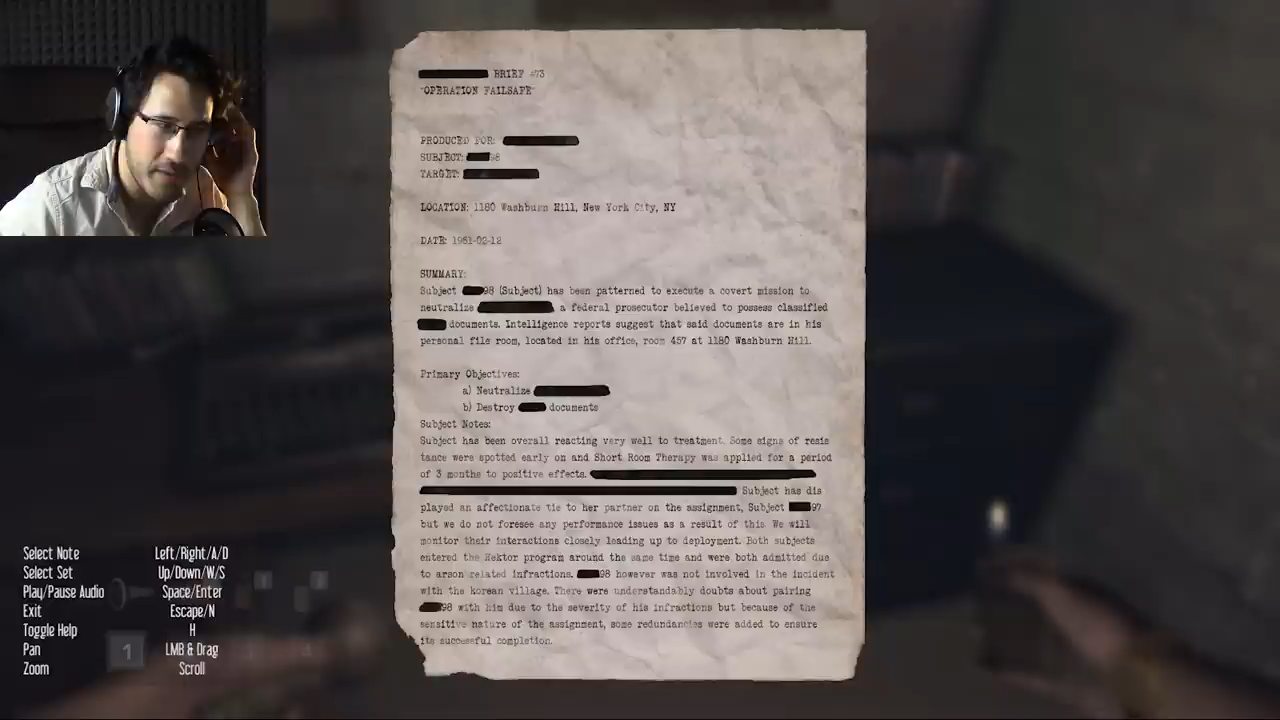 BRIEF #73
"OPERATION FAILSAFE"
PRODUCED FOR:
SUBJECT: 98
TARGET:
LOCATION: 1180 Washburn Hill, New York City, NY
DATE: 1961-02-12
SUMMARY:
Subject 98 (Subject) has been patterned to execute a covert mission to
neutralize , a federal prosecutor believed to possess classified
documents. Intelligence reports suggest that said documents are in his
personal file room, located in his office, room 457 at 1180 Washburn Hill.
Primary Objectives:
a) Neutralize
b) Destroy documents
Subject Notes:
Subject has been overall reacting very well to treatment. Some signs of resis
tance were spotted early on and Short Room Therapy was applied for a period
of 3 months to positive effects.
Subject has dis
played an affectionate tie to her partner on the assignment, Subject 97
but we do not foresee any performance issues as a result of this. We will
monitor their interactions closely leading up to deployment. Both subjects
entered the Hektor program around the same time and were both admitted due
to arson related infractions. 98 however was not involved in the incident
with the korean village. There were understandably doubts about pairing
98 with him due to the severity of his infractions but because of the
sensitive nature of the assignment, some redundancies were added to ensure
its successful completion.
Select Note Left/Right/A/D
Select Set Up/Down/W/S
Play/Pause Audio Space/Enter
Exit Escape/N
Toggle Help H
Pan LMB & Drag
Zoom Scroll
1